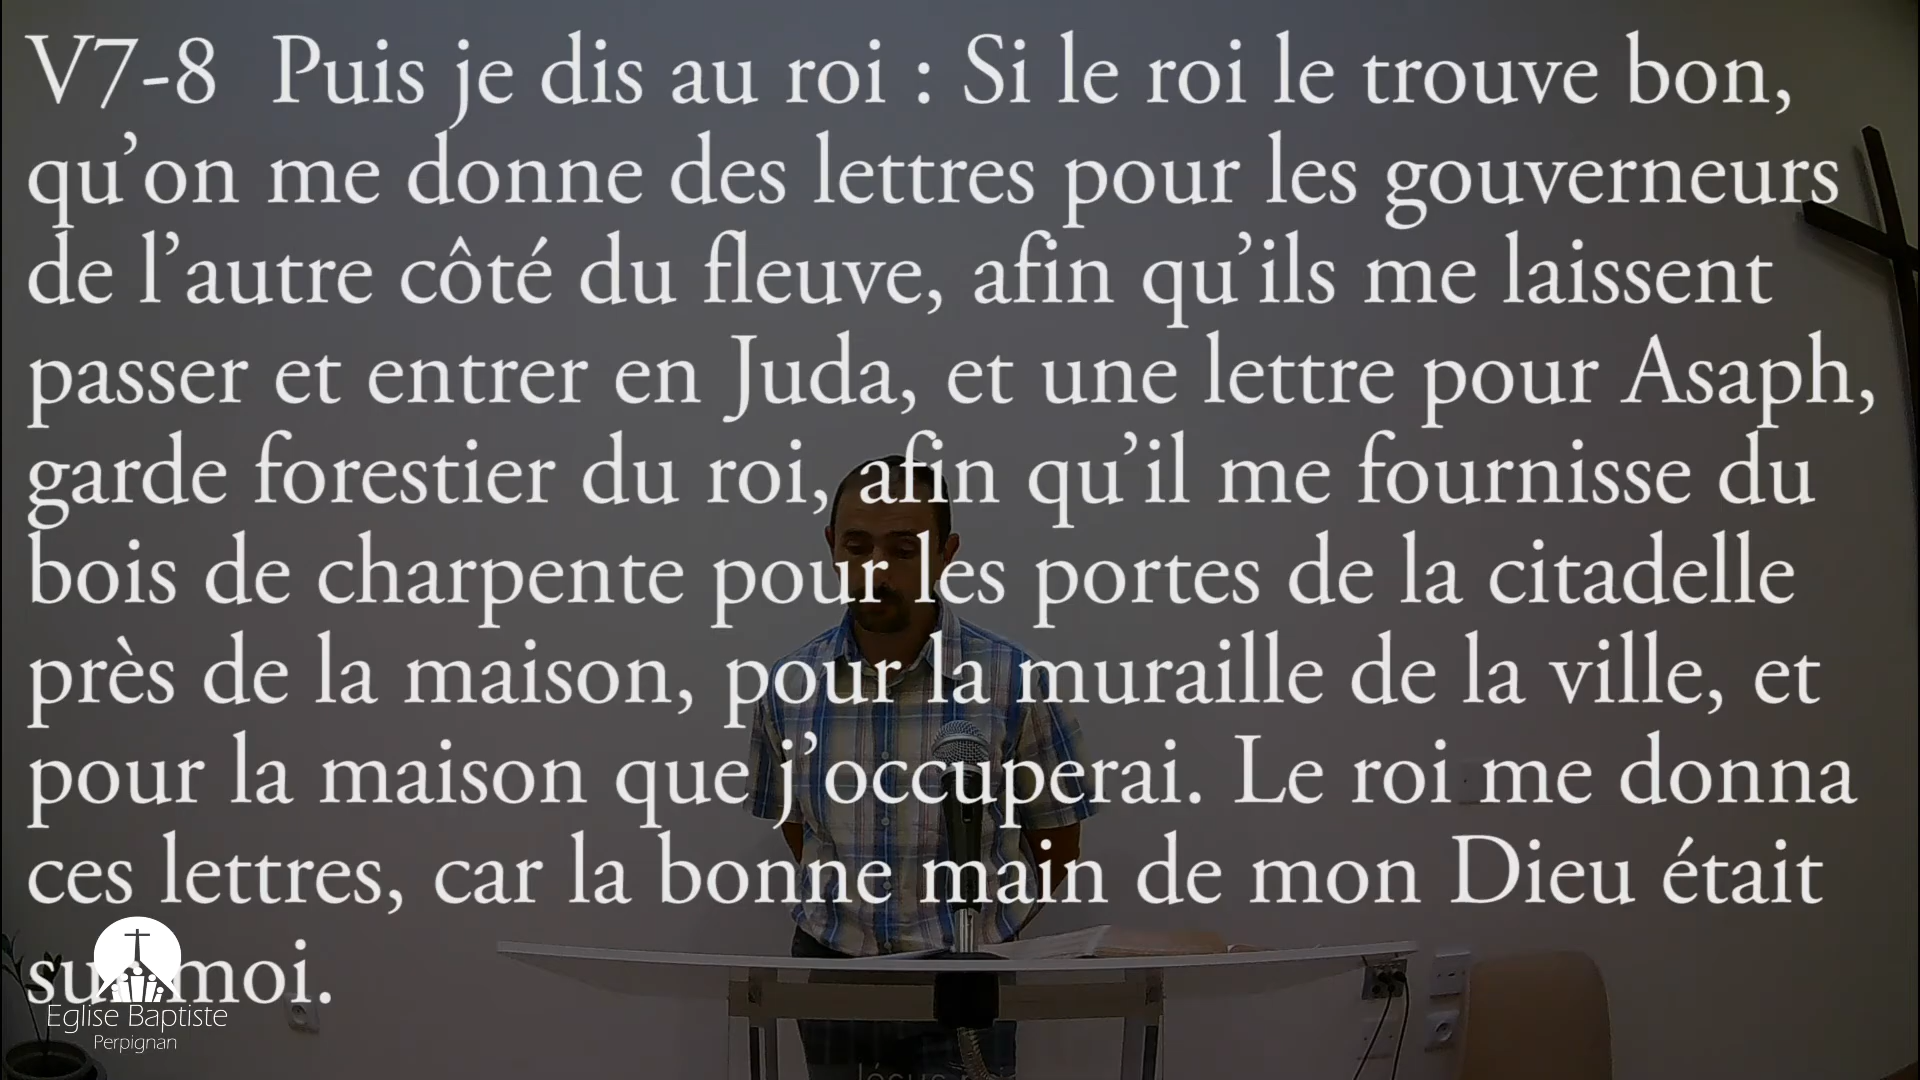 V7-8 Puis je dis au roi : Si le roi le trouve bon,
qu’on me donne des lettres pour les gouverneurs
de l’autre côté du fleuve, afin qu’ils me laissent
passer et entrer en Juda, et une lettre pour Asaph,
garde forestier du roi, afin qu’il me fournisse du
bois de charpente pour les portes de la citadelle
près de la maison, pour la muraille de la ville, et
pour la maison que j’occuperai. Le roi me donna
ces lettres, car la bonne main de mon Dieu était
sur moi.
Eglise Baptiste
Perpignan